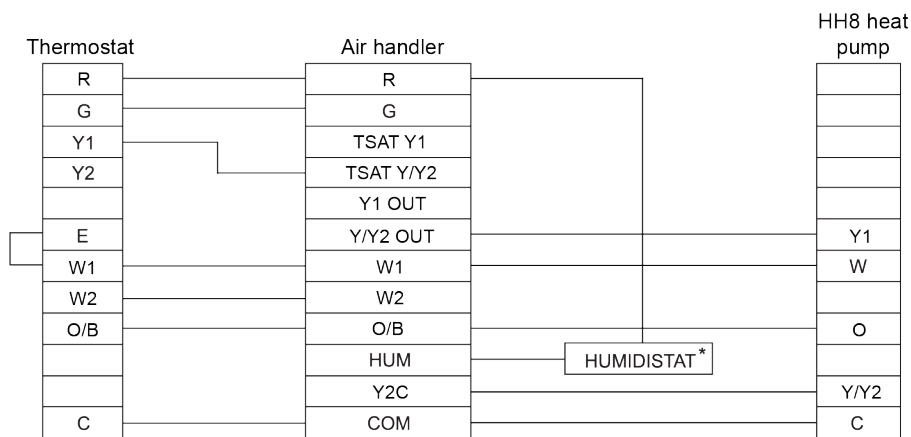 HH8 heat
pump
Thermostat
Air handler
R
R
G
G
Y1
TSAT Y1
Y2
TSAT Y/Y2
Y1 OUT
E
Y/Y2 OUT
Y1
W1
W1
W
W2
W2
O/B
O/B
O
HUM
HUMIDISTAT*
Y2C
Y/Y2
C
COM
C